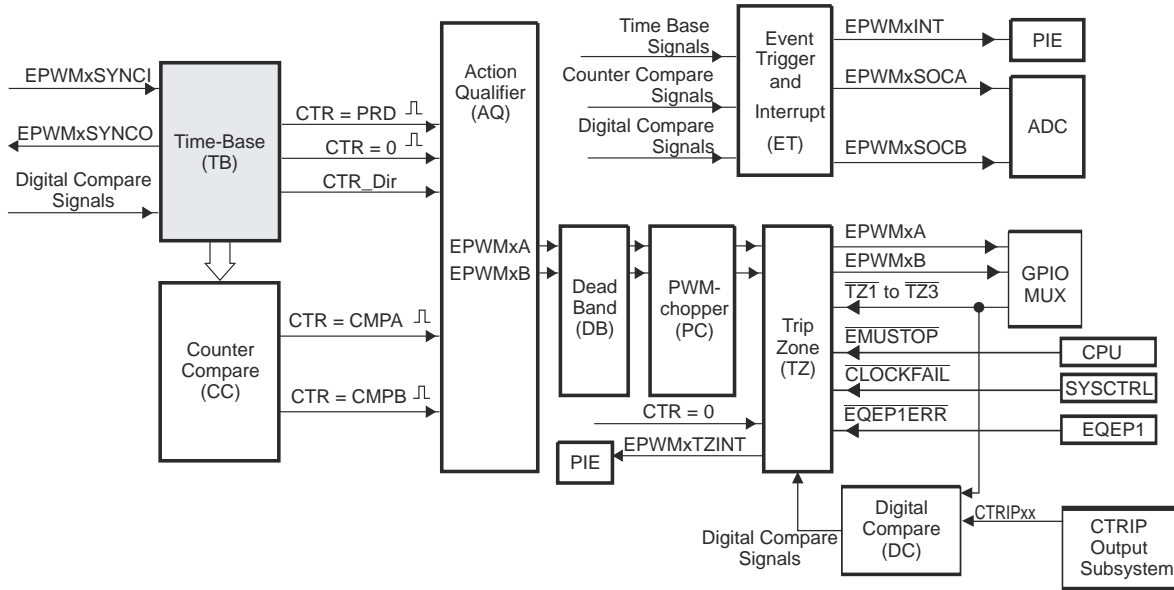 EPWMxSYNCI
EPWMxSYNCO
Digital Compare
Signals
Time-Base
(TB)
CTR = PRD
CTR = 0
CTR_Dir
Counter
Compare
(CC)
CTR = CMPA
CTR = CMPB
Action
Qualifier
(AQ)
EPWMxA
EPWMxB
Time Base
Signals
Counter Compare
Signals
Digital Compare
Signals
Event
Trigger
and
Interrupt
(ET)
EPWMxINT
EPWMxSOCA
EPWMxSOCB
PIE
ADC
Dead
Band
(DB)
PWM-
chopper
(PC)
Trip
Zone
(TZ)
CTR = 0
EPWMxTZINT
PIE
EPWMxA
EPWMxB
TZ1 to TZ3
EMUSTOP
CLOCKFAIL
EQEP1ERR
GPIO
MUX
CPU
SYSCTRL
EQEP1
Digital Compare
Signals
Digital
Compare
(DC)
CTRIPxx
CTRIP
Output
Subsystem